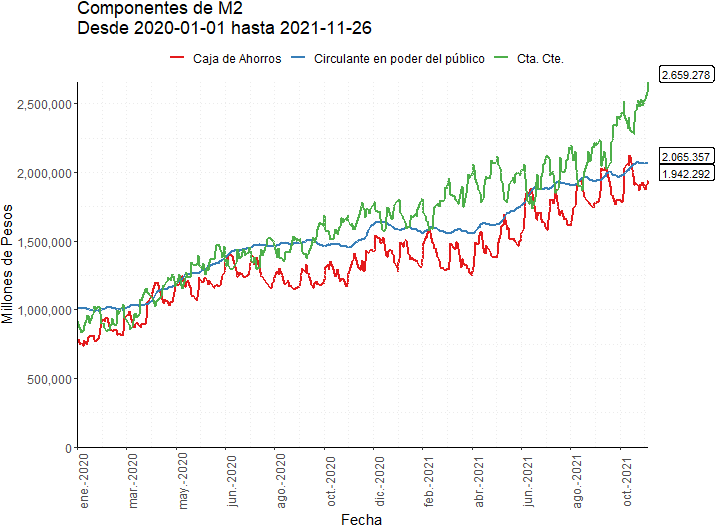 Componentes de M2
Desde 2020-01-01 hasta 2021-11-26
Caja de Ahorros Circulante en poder del público Cta. Cte.
2.659.278
2,500,000
2.065.357
2,000,000
1.942.292
1,500,000
1,000,000
500,000
0
Millones de Pesos
ene.-2020 mar.-2020 may.-2020 jun.-2020 ago.-2020 oct.-2020 dic.-2020 feb.-2021 abr.-2021 jun.-2021 ago.-2021 oct.-2021
Fecha